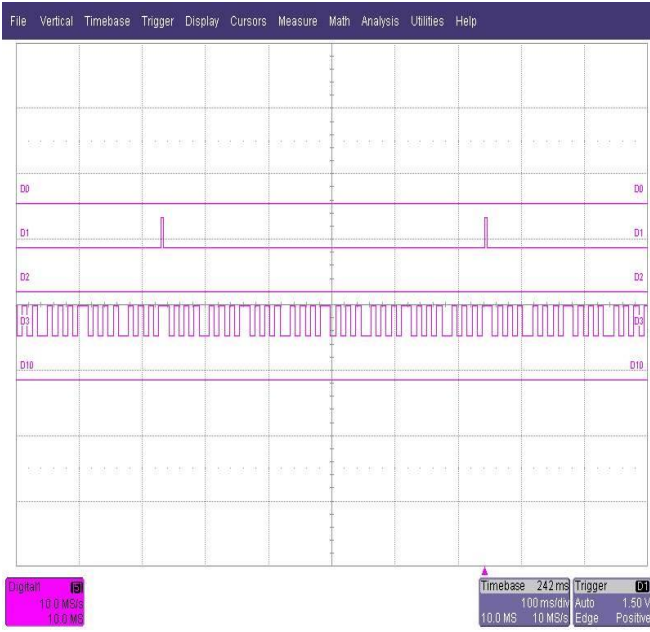 File Vertical Timebase Trigger Display Cursors Measure Math Analysis Utilities Help
D0 D0
D1 D1
D2 D2
D3 D3
D10 D10
Digital1 5
10.0 MS/s
10.0 MS
Timebase 242 ms
100 ms/div
10.0 MS 10 MS/s
Trigger D1
Auto 1.50 V
Edge Positive